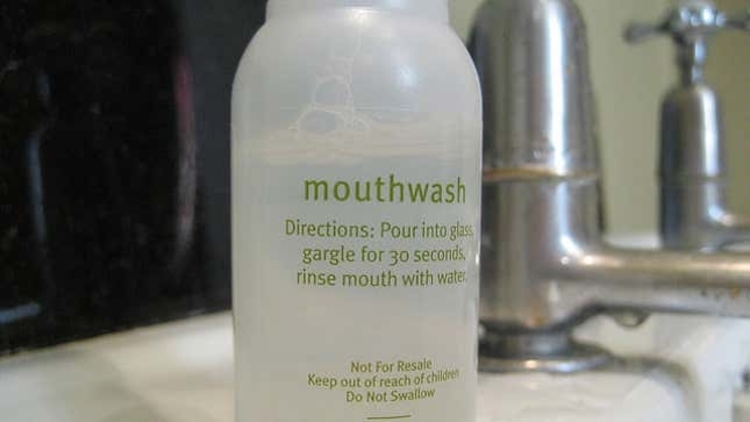 mouthwash
Directions: Pour into glass,
gargle for 30 seconds,
rinse mouth with water.
Not For Resale
Keep out of reach of children
Do Not Swallow